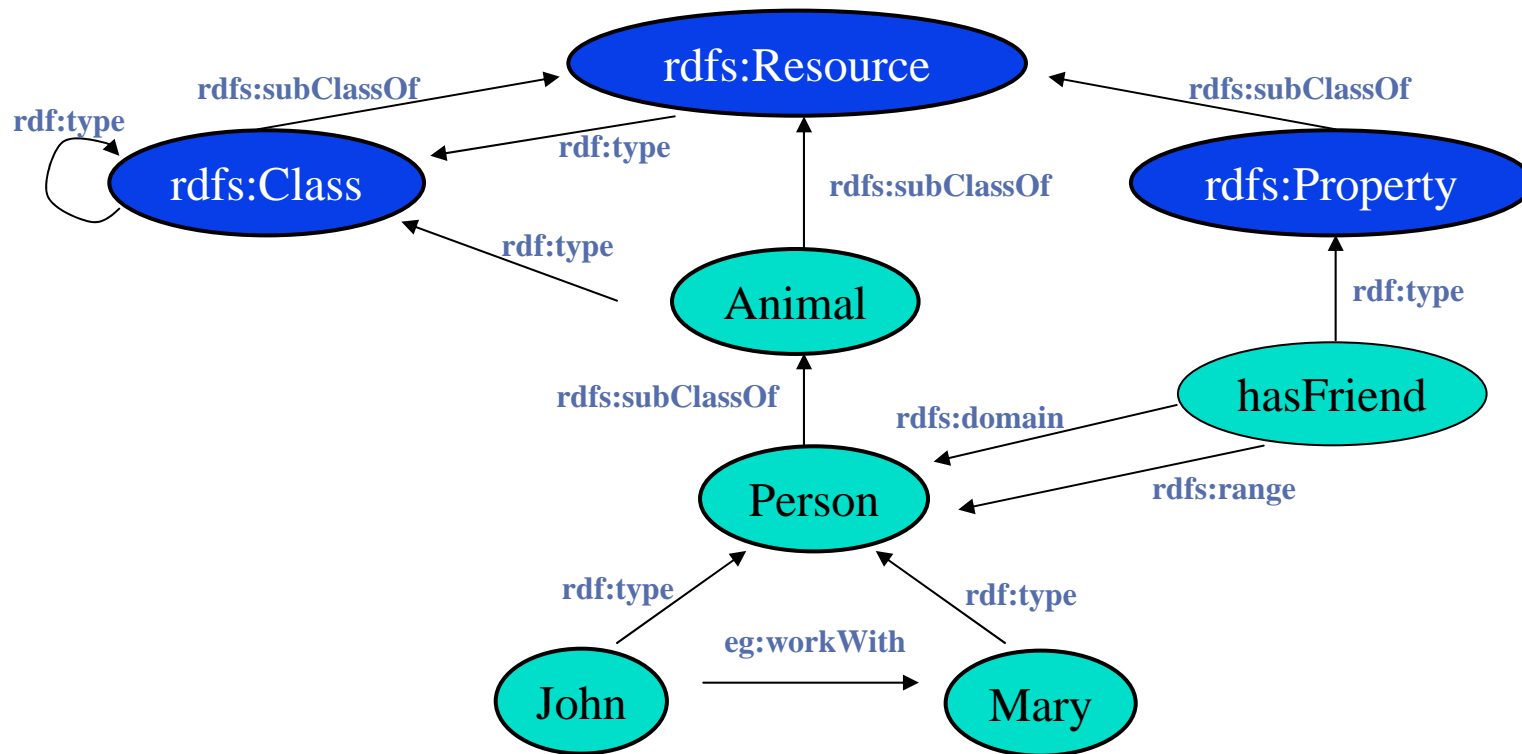 rdfs:Resource
rdfs:subClassOf
rdfs:subClassOf
rdf:type
rdf:type
rdfs:Class
rdfs:subClassOf
rdfs:Property
rdf:type
Animal
rdf:type
rdfs:subClassOf
hasFriend
rdfs:domain
Person
rdfs:range
rdf:type
rdf:type
eg:workWith
John
Mary